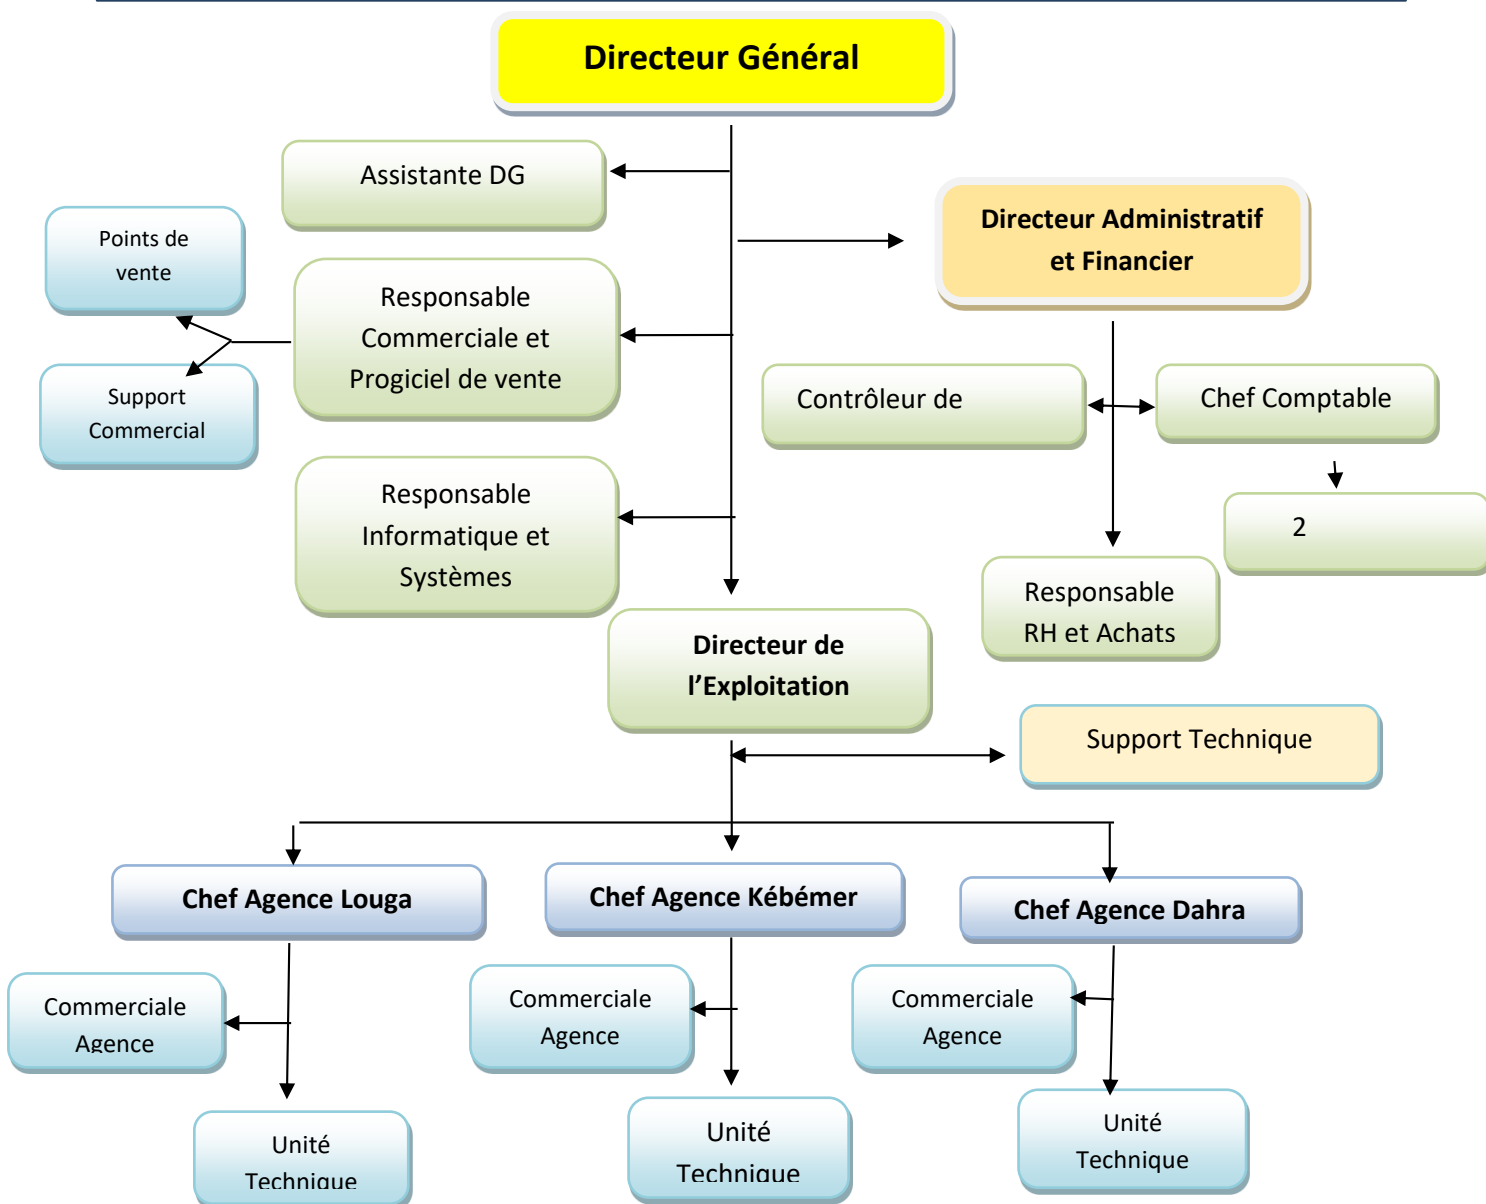 Directeur Général
Assistante DG
Directeur Administratif
et Financier
Points de
vente
Responsable
Commerciale et
Progiciel de vente
Support
Commercial
Contrôleur de
Chef Comptable
Responsable
Informatique et
Systèmes
2
Responsable
RH et Achats
Directeur de
l’Exploitation
Support Technique
Chef Agence Louga
Chef Agence Kébémer
Chef Agence Dahra
Commerciale
Agence
Commerciale
Agence
Commerciale
Agence
Unité
Technique
Unité
Technique
Unité
Technique